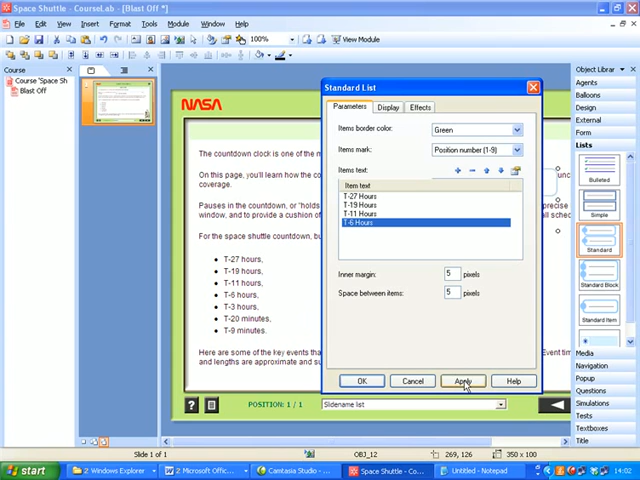 Space Shuttle - CourseLab - [Blast Off *]
File Edit View Insert Format Tools Module Window Help
100% View Module
Course
Course 'Space Sh
Blast Off
NASA
The countdown clock is one of the m
On this page, you'll learn how the co
coverage.
Pauses in the countdown, or "holds
window, and to provide a cushion of
For the space shuttle countdown, bu
T-27 hours,
T-19 hours,
T-11 hours,
T-6 hours,
T-3 hours,
T-20 minutes,
T-9 minutes.
Here are some of the key events tha
and lengths are approximate and su
unc
precise
all sched
Event time
POSITION: 1 / 1
Slidename list
Standard List
Parameters Display Effects
Items border color: Green
Items mark: Position number (1-9)
Items text:
Item text
T-27 Hours
T-19 Hours
T-11 Hours
T-6 Hours
Inner margin: 5 pixels
Space between items: 5 pixels
OK Cancel Apply Help
Object Library
Agents
Balloons
Design
External
Form
Lists
Bulleted
Simple
Standard
Standard Block
Standard Item
Media
Navigation
Popup
Questions
Simulations
Tests
Textboxes
Title
Slide 1 of 1 OBJ_12 269, 126 350 x 100
start 2 Windows Explorer 2 Microsoft Offic... Camtasia Studio - ... Space Shuttle - Co... Untitled - Notepad 14:02